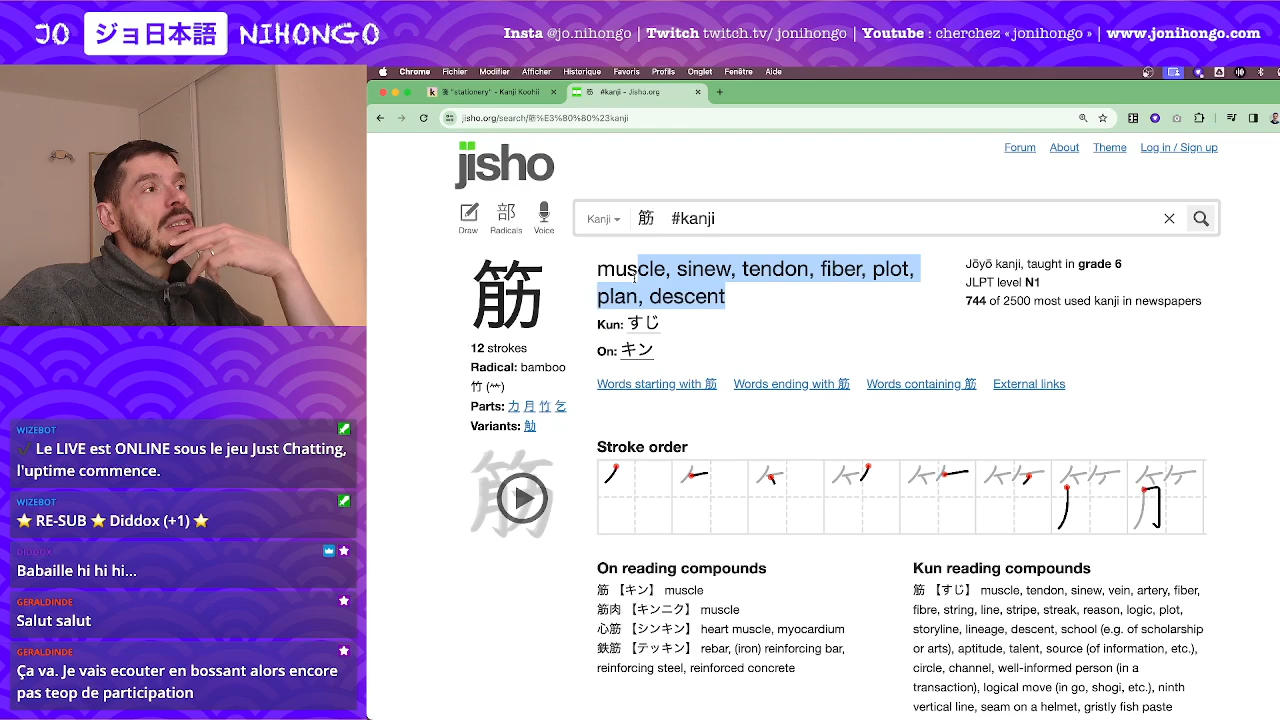 JO ジョ日本語 NIHONGO
Insta @jo.nihongo | Twitch twitch.tv/ jonihongo | Youtube : cherchez « jonihongo » | www.jonihongo.com
Chrome Fichier Modifier Afficher Historique Favoris Profils Onglet Fenêtre Aide
"stationery" - Kanji Koohii
筋 #kanji - Jisho.org
jisho.org/search/筋%E3%80%80%23kanji
jisho
Forum About Theme Log in / Sign up
Draw 部 Radicals Voice
Kanji 筋 #kanji
筋
muscle, sinew, tendon, fiber, plot,
plan, descent
Kun: すじ
On: キン
Jōyō kanji, taught in grade 6
JLPT level N1
744 of 2500 most used kanji in newspapers
12 strokes
Radical: bamboo
竹 (⺮)
Parts: 力 月 竹 乞
Variants: 觔
Words starting with 筋 Words ending with 筋 Words containing 筋 External links
Stroke order
筋
On reading compounds
筋 【キン】 muscle
筋肉 【キンニク】 muscle
心筋 【シンキン】 heart muscle, myocardium
鉄筋 【テッキン】 rebar, (iron) reinforcing bar,
reinforcing steel, reinforced concrete
Kun reading compounds
筋 【すじ】 muscle, tendon, sinew, vein, artery, fiber,
fibre, string, line, stripe, streak, reason, logic, plot,
storyline, lineage, descent, school (e.g. of scholarship
or arts), aptitude, talent, source (of information, etc.),
circle, channel, well-informed person (in a
transaction), logical move (in go, shogi, etc.), ninth
vertical line, seam on a helmet, gristly fish paste
WIZEBOT
Le LIVE est ONLINE sous le jeu Just Chatting,
l'uptime commence.
WIZEBOT
RE-SUB Diddox (+1)
DIDDOX
Babaille hi hi hi...
GERALDINDE
Salut salut
GERALDINDE
Ça va. Je vais ecouter en bossant alors encore
pas teop de participation